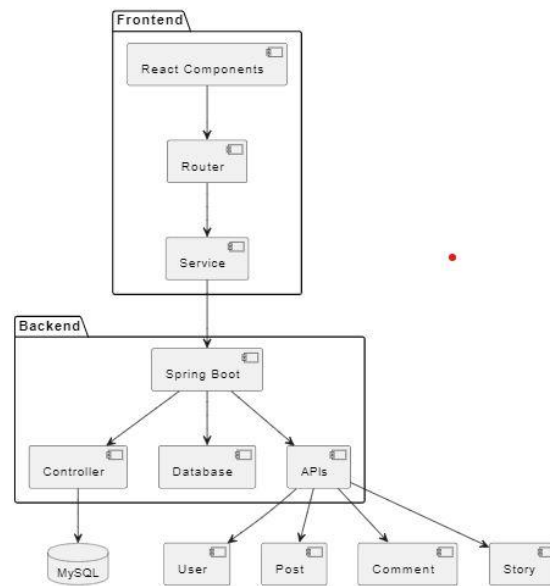 Frontend
React Components
Router
Service
Backend
Spring Boot
Controller
Database
APIs
MySQL
User
Post
Comment
Story